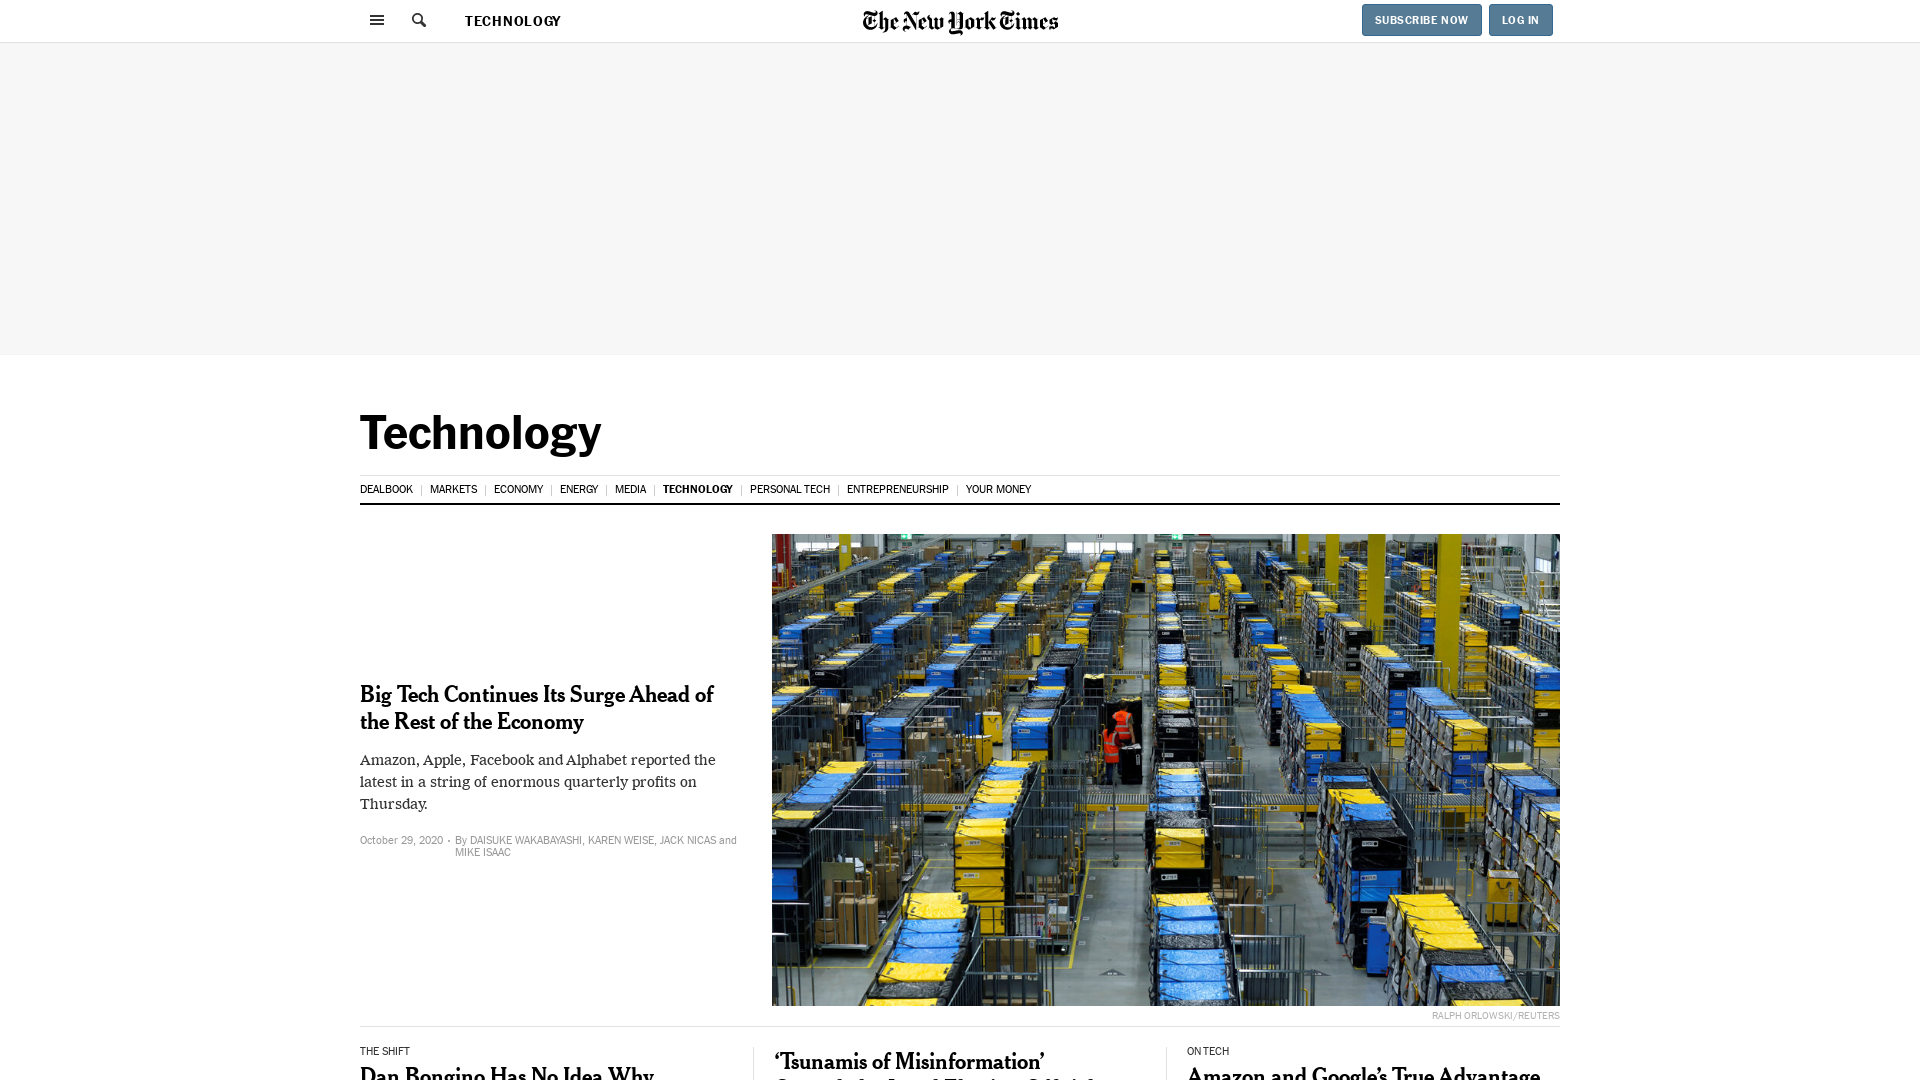 TECHNOLOGY
The New York Times
SUBSCRIBE NOW
LOG IN
Technology
DEALBOOK
MARKETS
ECONOMY
ENERGY
MEDIA
TECHNOLOGY
PERSONAL TECH
ENTREPRENEURSHIP
YOUR MONEY
Big Tech Continues Its Surge Ahead of
the Rest of the Economy
Amazon, Apple, Facebook and Alphabet reported the
latest in a string of enormous quarterly profits on
Thursday.
October 29, 2020 • By DAISUKE WAKABAYASHI, KAREN WEISE, JACK NICAS and
MIKE ISAAC
RALPH ORLOWSKI/REUTERS
THE SHIFT
Dan Bongino Has No Idea Why
‘Tsunamis of Misinformation’
ON TECH
Amazon and Google’s True Advantage